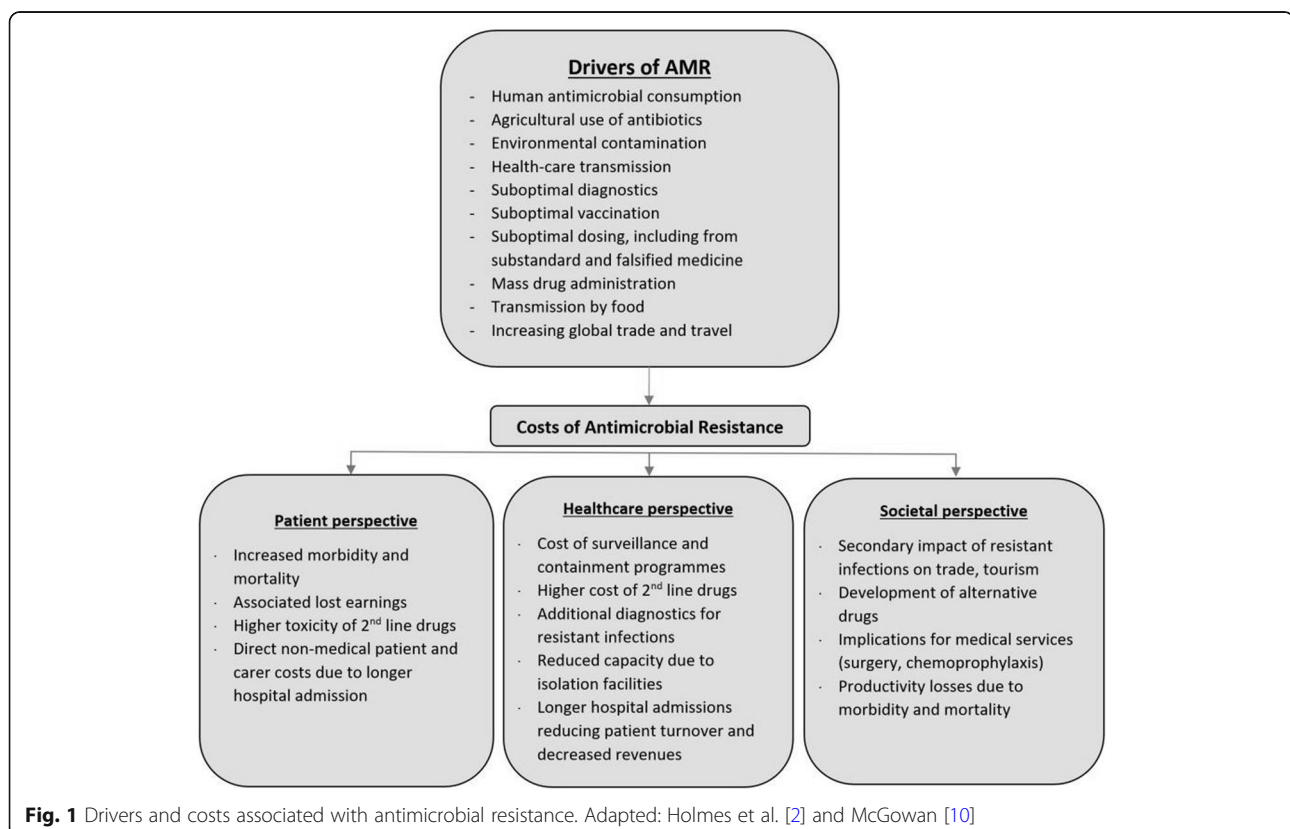 Drivers of AMR
- Human antimicrobial consumption
- Agricultural use of antibiotics
- Environmental contamination
- Health-care transmission
- Suboptimal diagnostics
- Suboptimal vaccination
- Suboptimal dosing, including from
substandard and falsified medicine
- Mass drug administration
- Transmission by food
- Increasing global trade and travel
Costs of Antimicrobial Resistance
Patient perspective
· Increased morbidity and
mortality
· Associated lost earnings
· Higher toxicity of 2nd line drugs
· Direct non-medical patient and
carer costs due to longer
hospital admission
Healthcare perspective
· Cost of surveillance and
containment programmes
· Higher cost of 2nd line drugs
· Additional diagnostics for
resistant infections
· Reduced capacity due to
isolation facilities
· Longer hospital admissions
reducing patient turnover and
decreased revenues
Societal perspective
· Secondary impact of resistant
infections on trade, tourism
· Development of alternative
drugs
· Implications for medical services
(surgery, chemoprophylaxis)
· Productivity losses due to
morbidity and mortality
Fig. 1 Drivers and costs associated with antimicrobial resistance. Adapted: Holmes et al. [2] and McGowan [10]